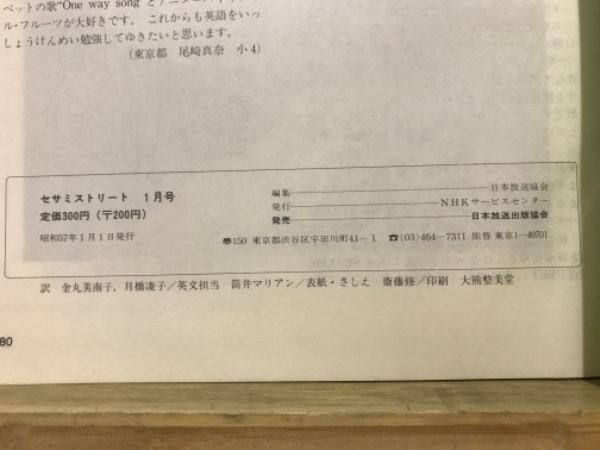 ペットの歌"One way song
ル・フルーツが大好きです。これからも英語をいっ
しょうけんめい勉強してゆきたいと思います。
(東京都 尾崎真奈 小4)
セサミストリート 1月号
定価300円(〒200円)
昭和57年1月1日発行
編集――日本放送協会
発行――NHKサービスセンター
発売――日本放送出版協会
〠150 東京都渋谷区宇田川町41-1 ☎(03)464-7311 振替 東京1-49701
訳 金丸美南子, 月橋凌子/英文担当 筒井マリアン/表紙・さしえ 斎藤修/印刷 大熊整美堂
80